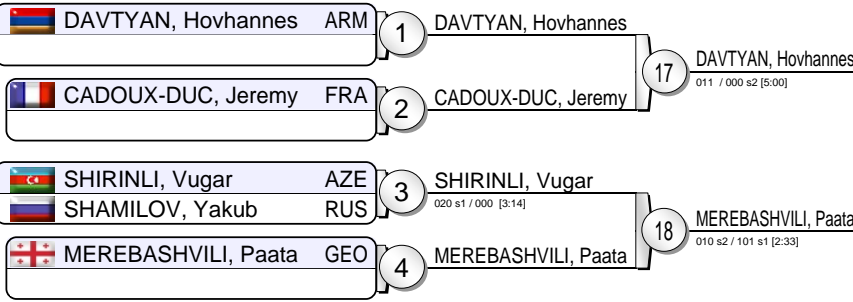 DAVTYAN, Hovhannes ARM
1
DAVTYAN, Hovhannes
CADOUX-DUC, Jeremy FRA
2
CADOUX-DUC, Jeremy
17
DAVTYAN, Hovhannes
011 / 000 s2 [5:00]
SHIRINLI, Vugar AZE
SHAMILOV, Yakub RUS
3
SHIRINLI, Vugar
020 s1 / 000 [3:14]
MEREBASHVILI, Paata GEO
4
MEREBASHVILI, Paata
18
MEREBASHVILI, Paata
010 s2 / 101 s1 [2:33]